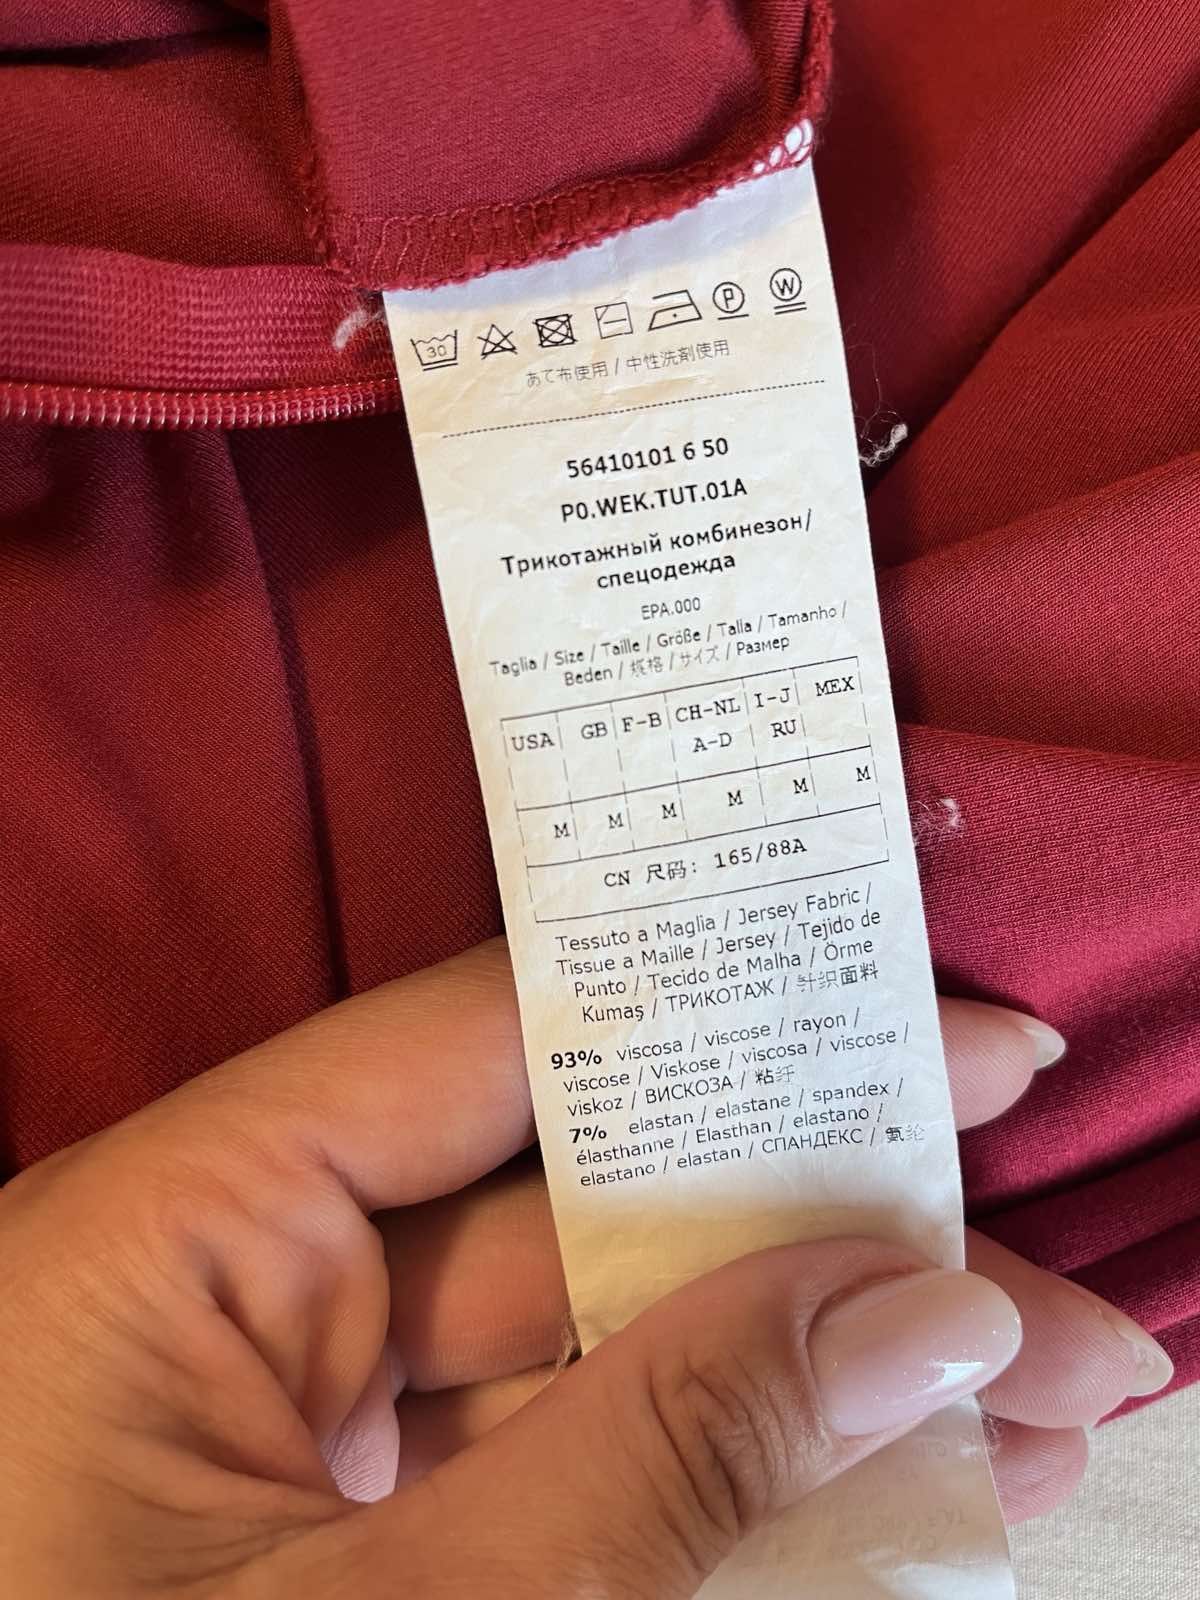 30
P
W
あて布使用 / 中性洗剤使用
56410101 6 50
P0.WEK.TUT.01A
Трикотажный комбинезон/
спецодежда
EPA.000
Taglia / Size / Taille / Größe / Talla / Tamanho /
Beden / 规格 / サイズ / Размер
USA GB F-B CH-NL I-J MEX
A-D RU
M M M M M M
CN 尺码: 165/88A
Tessuto a Maglia / Jersey Fabric /
Tissue a Maille / Jersey / Tejido de
Punto / Tecido de Malha / Örme
Kumaş / ТРИКОТАЖ / 针织面料
93% viscosa / viscose / rayon /
viscose / Viskose / viscosa / viscose /
viskoz / ВИСКОЗА / 粘纤
7% elastan / elastane / spandex /
élasthanne / Elasthan / elastano /
elastano / elastan / СПАНДЕКС / 氨纶